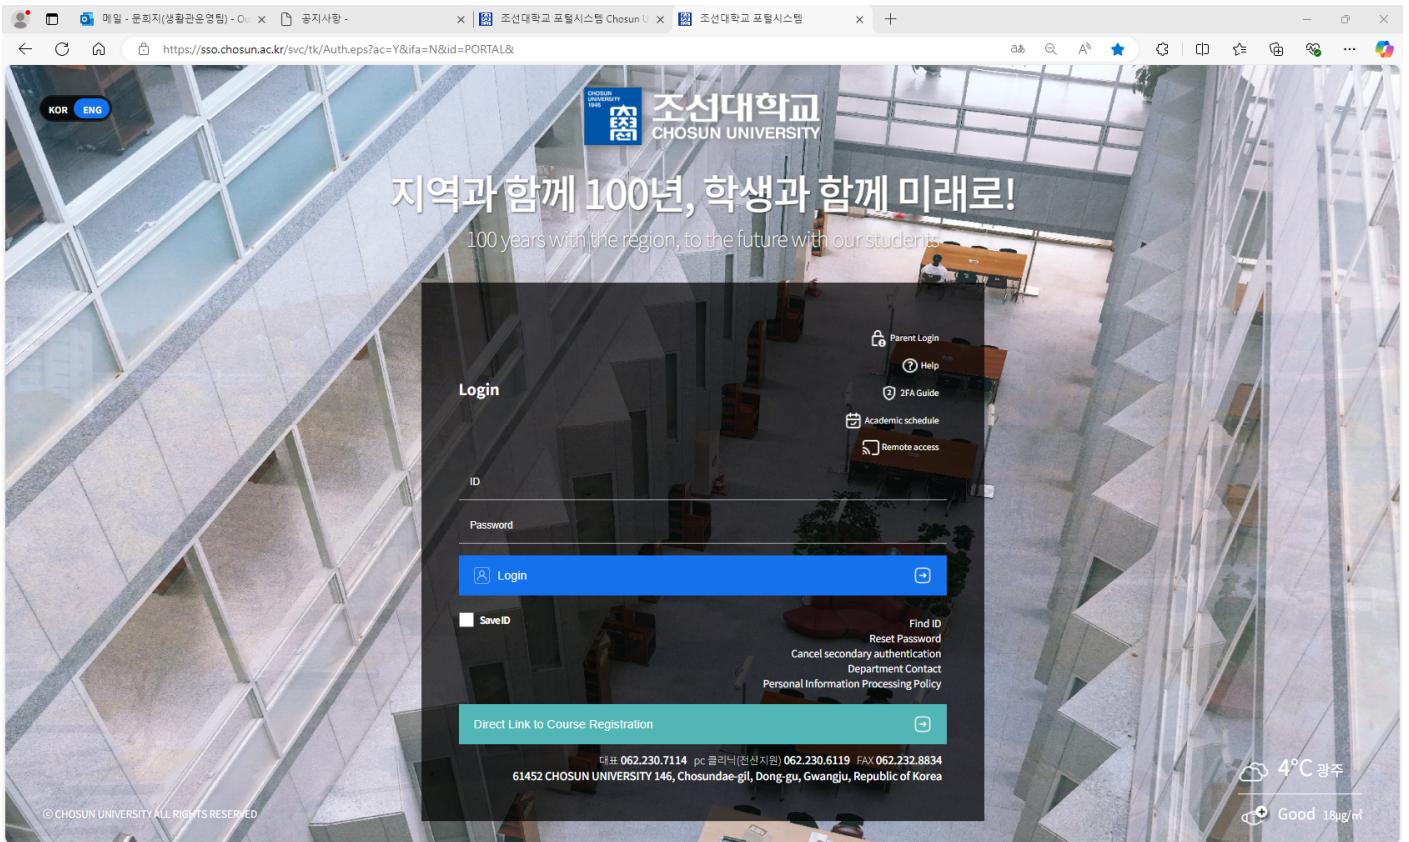 메일 - 문희지(생활관운영팀) - Ou
공지사항 -
조선대학교 포털시스템 Chosun U
조선대학교 포털시스템
https://sso.chosun.ac.kr/svc/tk/Auth.eps?ac=Y&ifa=N&id=PORTAL&
KOR ENG
CHOSUN
UNIVERSITY
1946
조선대학교
CHOSUN UNIVERSITY
지역과 함께 100년, 학생과 함께 미래로!
100 years with the region, to the future with our students
Parent Login
Help
Login
2FA Guide
Academic schedule
Remote access
ID
Password
Login
Save ID
Find ID
Reset Password
Cancel secondary authentication
Department Contact
Personal Information Processing Policy
Direct Link to Course Registration
대표 062.230.7114 pc 클리닉(전산지원) 062.230.6119 FAX 062.232.8834
61452 CHOSUN UNIVERSITY 146, Chosundae-gil, Dong-gu, Gwangju, Republic of Korea
4°C 광주
Good 18㎍/㎥
ⓒ CHOSUN UNIVERSITY ALL RIGHTS RESERVED